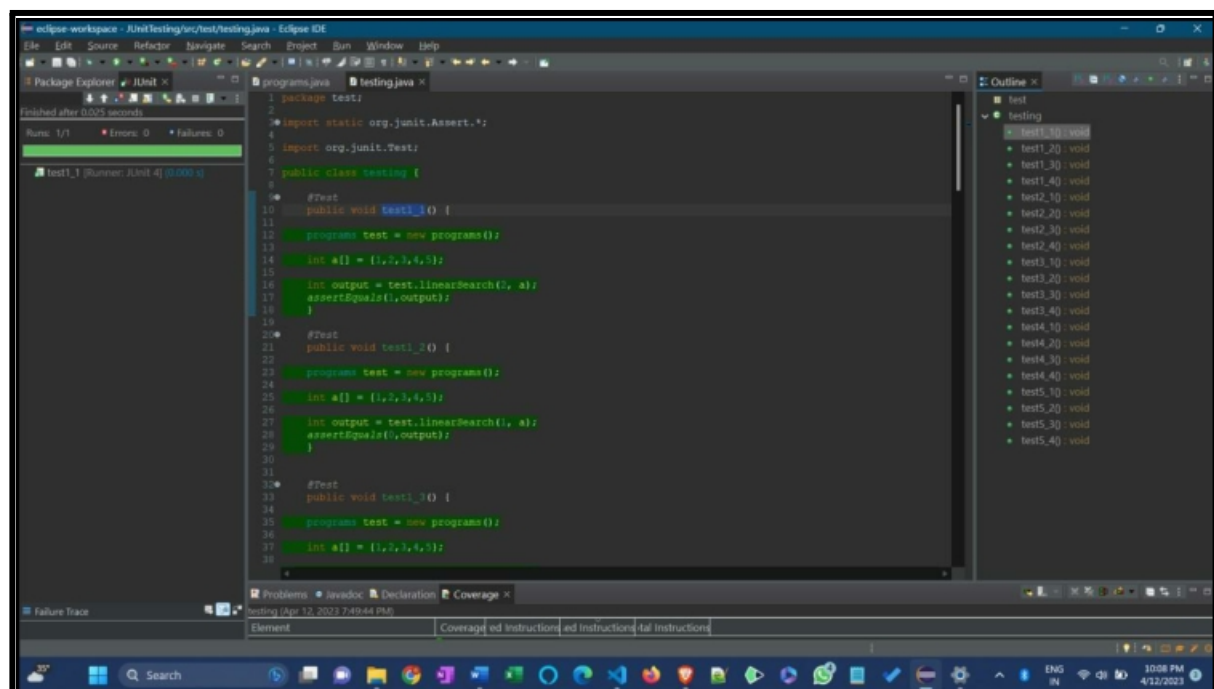 eclipse-workspace - JUnitTesting/src/test/testing.java - Eclipse IDE
File Edit Source Refactor Navigate Search Project Run Window Help
Package Explorer JUnit
programs.java testing.java
Outline
Finished after 0.025 seconds
Runs: 1/1 Errors: 0 Failures: 0
test1_1 [Runner: JUnit 4] (0.000 s)
1 package test;
2
3 import static org.junit.Assert.*;
4
5 import org.junit.Test;
6
7 public class testing {
8
9 @Test
10 public void test1_1() {
11
12 programs test = new programs();
13
14 int a[] = {1,2,3,4,5};
15
16 int output = test.linearSearch(2, a);
17 assertEquals(1,output);
18 }
19
20 @Test
21 public void test1_2() {
22
23 programs test = new programs();
24
25 int a[] = {1,2,3,4,5};
26
27 int output = test.linearSearch(1, a);
28 assertEquals(0,output);
29 }
30
31
32 @Test
33 public void test1_3() {
34
35 programs test = new programs();
36
37 int a[] = {1,2,3,4,5};
38
test
testing
test1_1() : void
test1_2() : void
test1_3() : void
test1_4() : void
test2_1() : void
test2_2() : void
test2_3() : void
test2_4() : void
test3_1() : void
test3_2() : void
test3_3() : void
test3_4() : void
test4_1() : void
test4_2() : void
test4_3() : void
test4_4() : void
test5_1() : void
test5_2() : void
test5_3() : void
test5_4() : void
Problems Javadoc Declaration Coverage
Failure Trace
testing (Apr 12, 2023 7:49:44 PM)
Element Coverage ed Instructions ed Instructions tal Instructions
35°
Search
ENG
IN
10:08 PM
4/12/2023